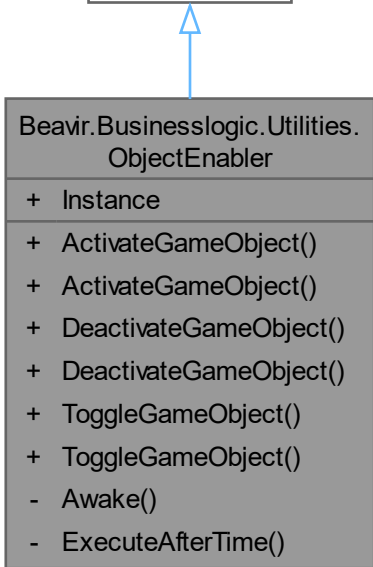 Beavir.Businesslogic.Utilities.
ObjectEnabler
+ Instance
+ ActivateGameObject()
+ ActivateGameObject()
+ DeactivateGameObject()
+ DeactivateGameObject()
+ ToggleGameObject()
+ ToggleGameObject()
- Awake()
- ExecuteAfterTime()